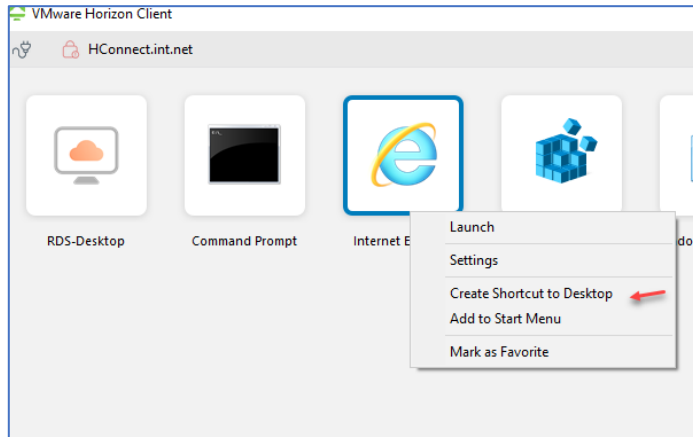 VMware Horizon Client
HConnect.int.net
RDS-Desktop
Command Prompt
Internet E
Launch
Settings
Create Shortcut to Desktop
Add to Start Menu
Mark as Favorite